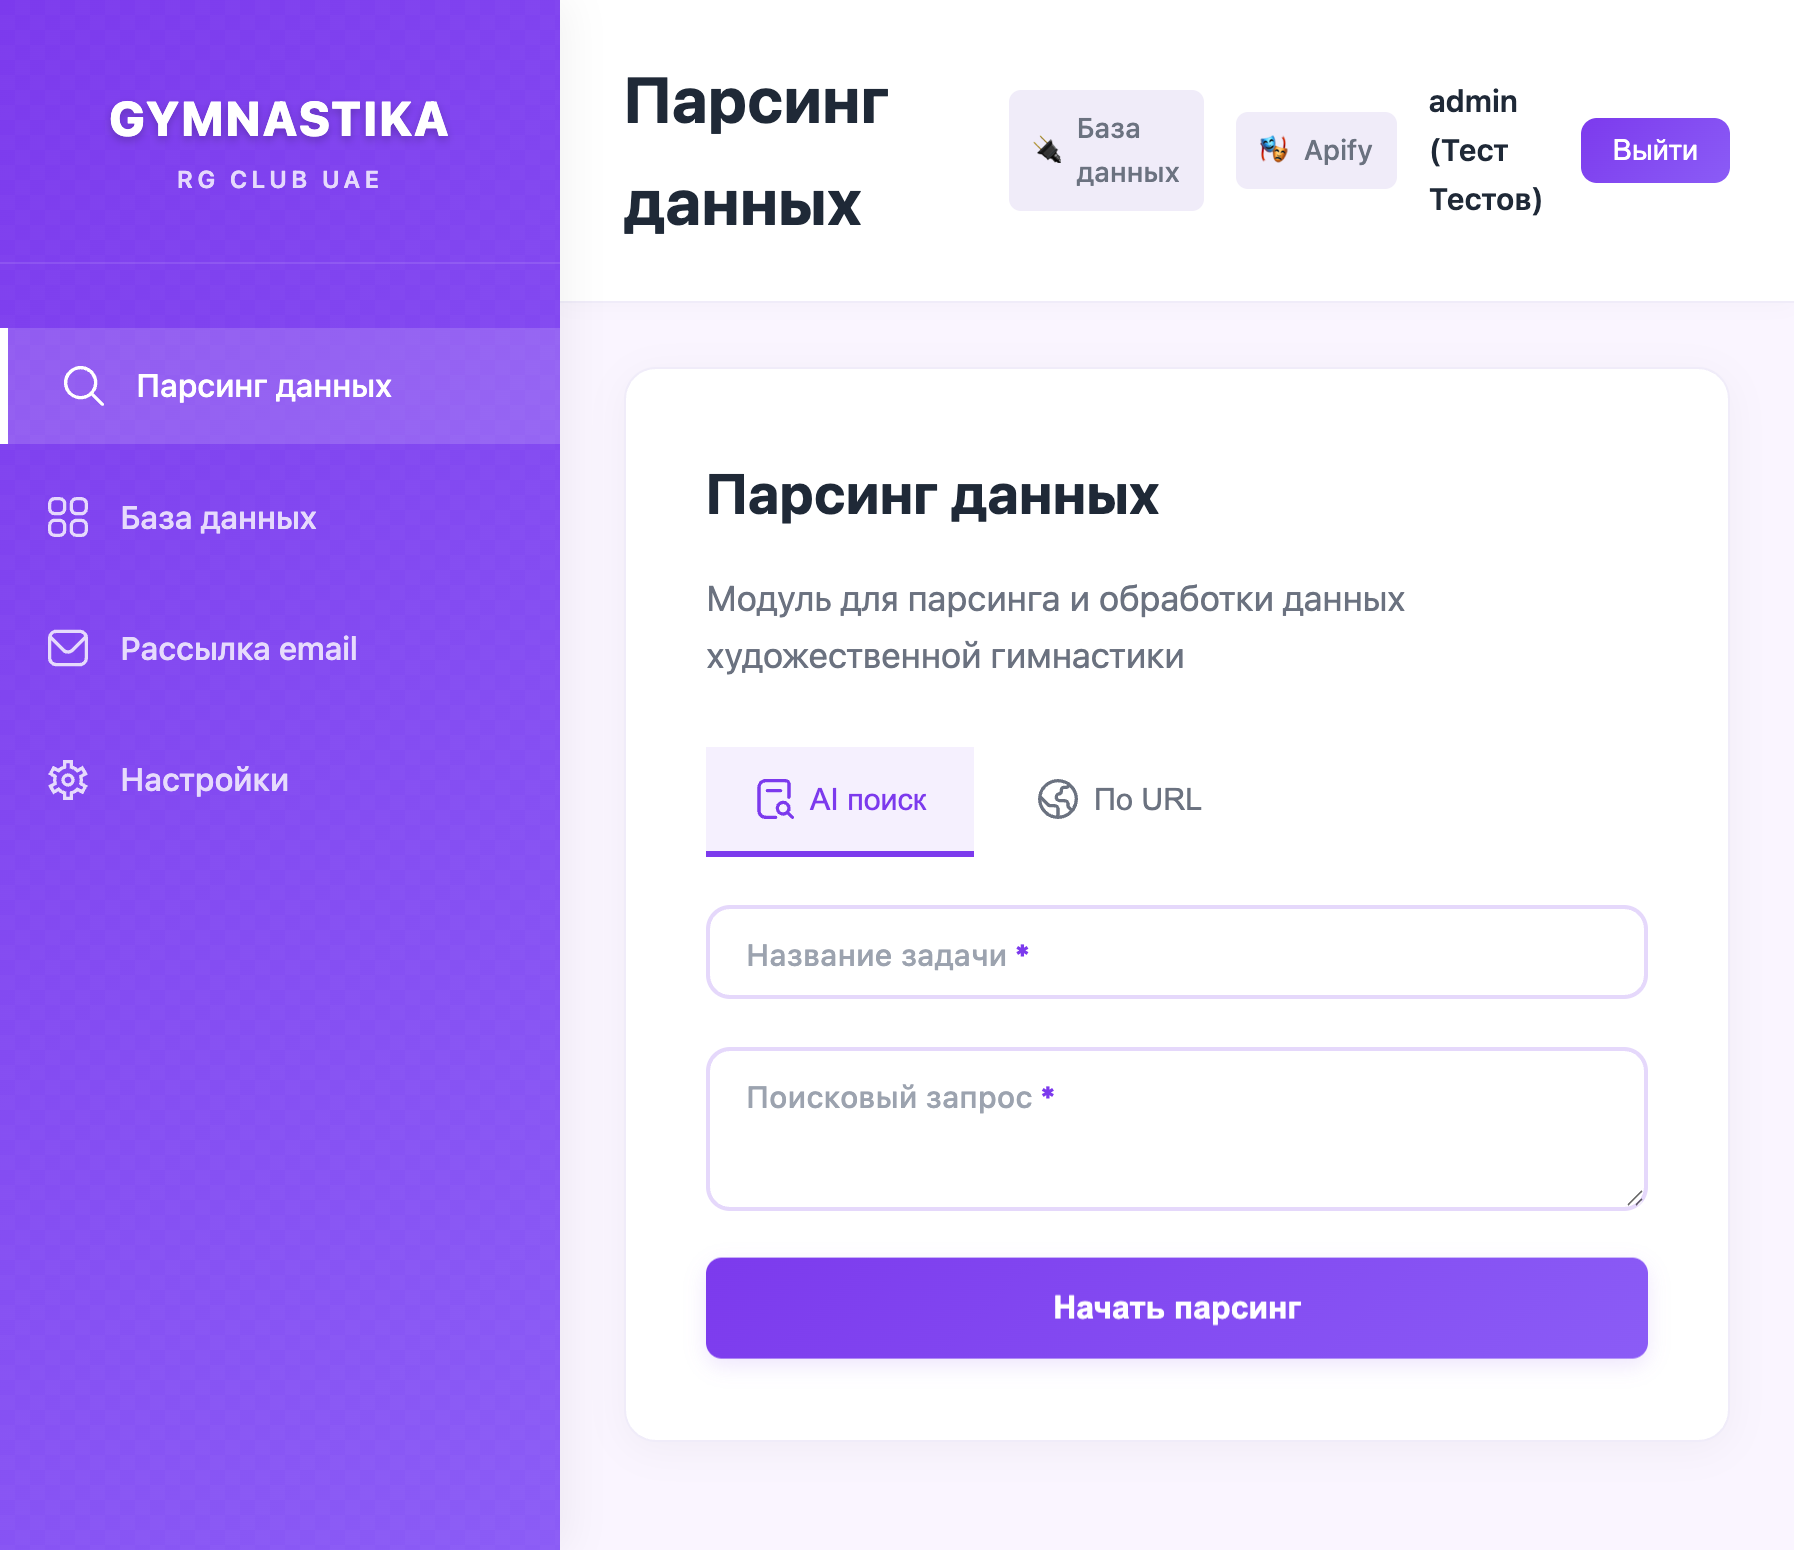 GYMNASTIKA
RG CLUB UAE
Парсинг данных
База данных
Рассылка email
Настройки
Парсинг
данных
База
данных
Apify
admin
(Тест
Тестов)
Выйти
Парсинг данных
Модуль для парсинга и обработки данных
художественной гимнастики
AI поиск
По URL
Название задачи *
Поисковый запрос *
Начать парсинг